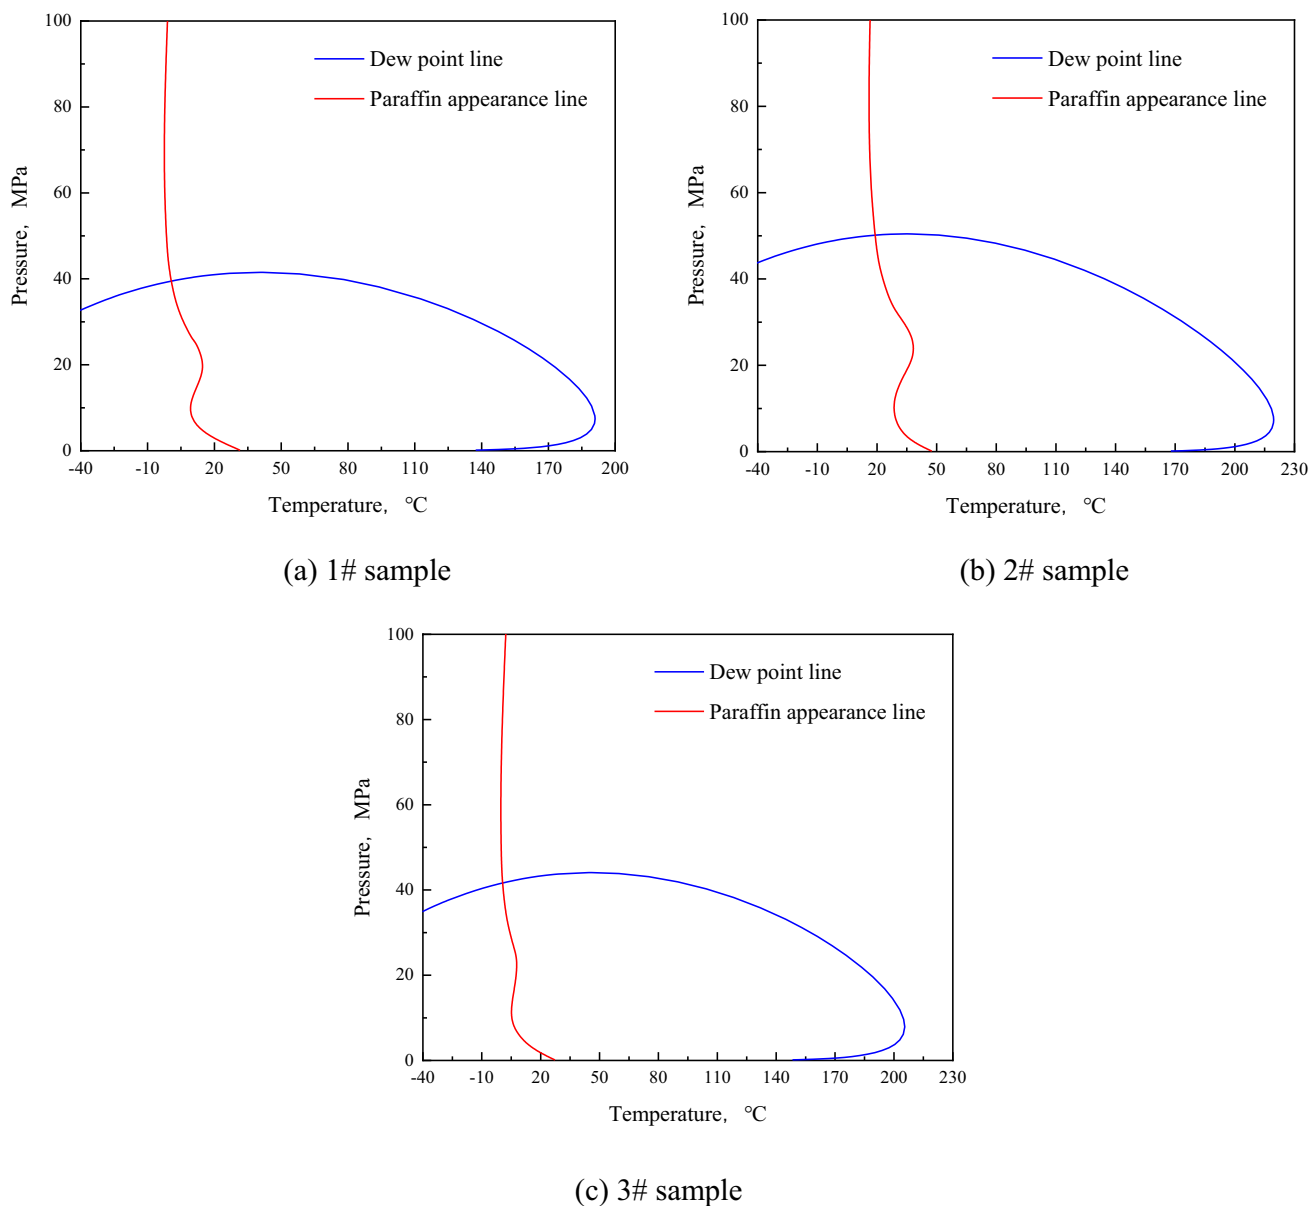 100
80
60
40
20
0
Pressure, MPa
Dew point line
Paraffin appearance line
-40 -10 20 50 80 110 140 170 200
Temperature, ℃
(a) 1# sample
100
80
60
40
20
0
Pressure, MPa
Dew point line
Paraffin appearance line
-40 -10 20 50 80 110 140 170 200 230
Temperature, ℃
(b) 2# sample
100
80
60
40
20
0
Pressure, MPa
Dew point line
Paraffin appearance line
-40 -10 20 50 80 110 140 170 200 230
Temperature, ℃
(c) 3# sample